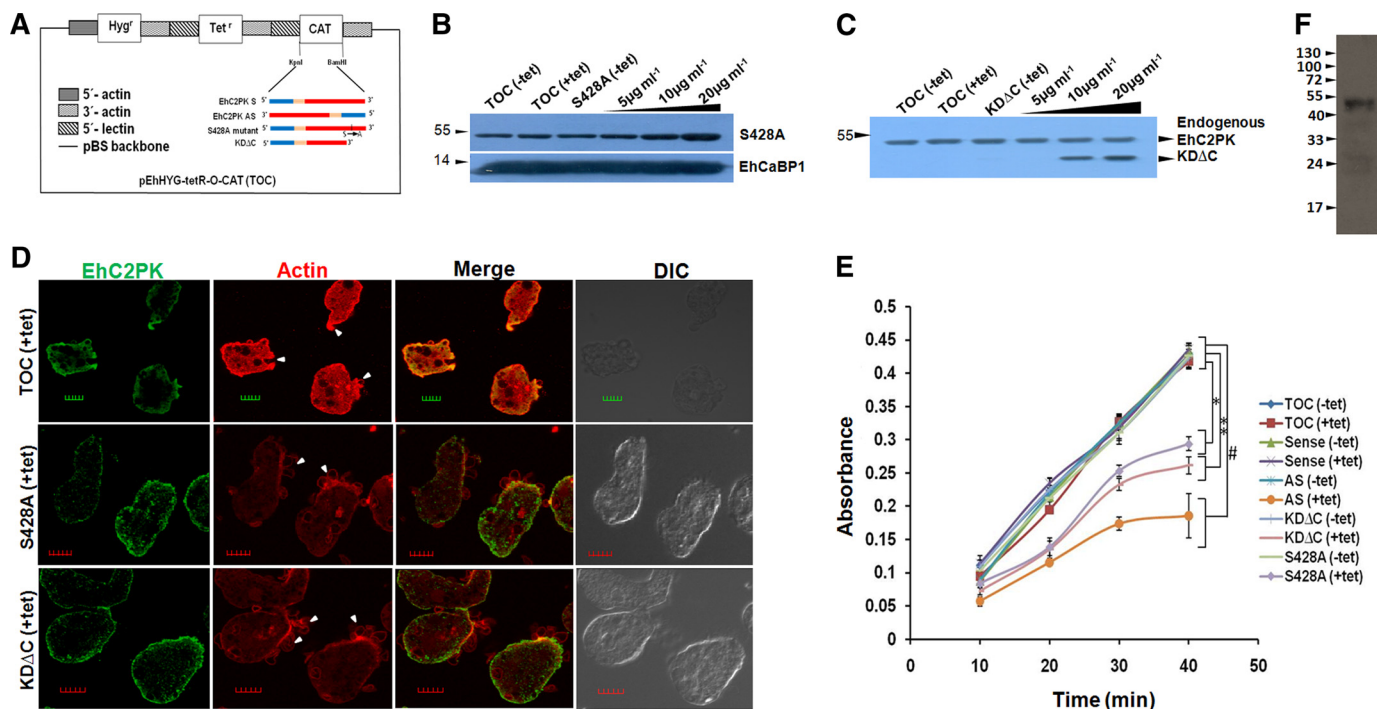 A
Hygʳ
Tetʳ
CAT
KpnI
BamHI
5´- actin
3´- actin
5´- lectin
pBS backbone
EhC2PK S 5' 3'
EhC2PK AS 5' 3'
S428A mutant 5' 3'
S A
KDΔC 5' 3'
pEhHYG-tetR-O-CAT (TOC)
B
TOC (-tet)
TOC (+tet)
S428A (-tet)
5µg ml⁻¹
10µg ml⁻¹
20µg ml⁻¹
55
S428A
14
EhCaBP1
C
TOC (-tet)
TOC (+tet)
KDΔC (-tet)
5µg ml⁻¹
10µg ml⁻¹
20µg ml⁻¹
55
Endogenous
EhC2PK
KDΔC
F
130
100
72
55
40
33
24
17
D
EhC2PK
Actin
Merge
DIC
TOC (+tet)
S428A (+tet)
KDΔC (+tet)
E
Absorbance
0.5
0.45
0.4
0.35
0.3
0.25
0.2
0.15
0.1
0.05
0
0
10
20
30
40
50
Time (min)
*
**
#
TOC (-tet)
TOC (+tet)
Sense (-tet)
Sense (+tet)
AS (-tet)
AS (+tet)
KDΔC (-tet)
KDΔC (+tet)
S428A (-tet)
S428A (+tet)